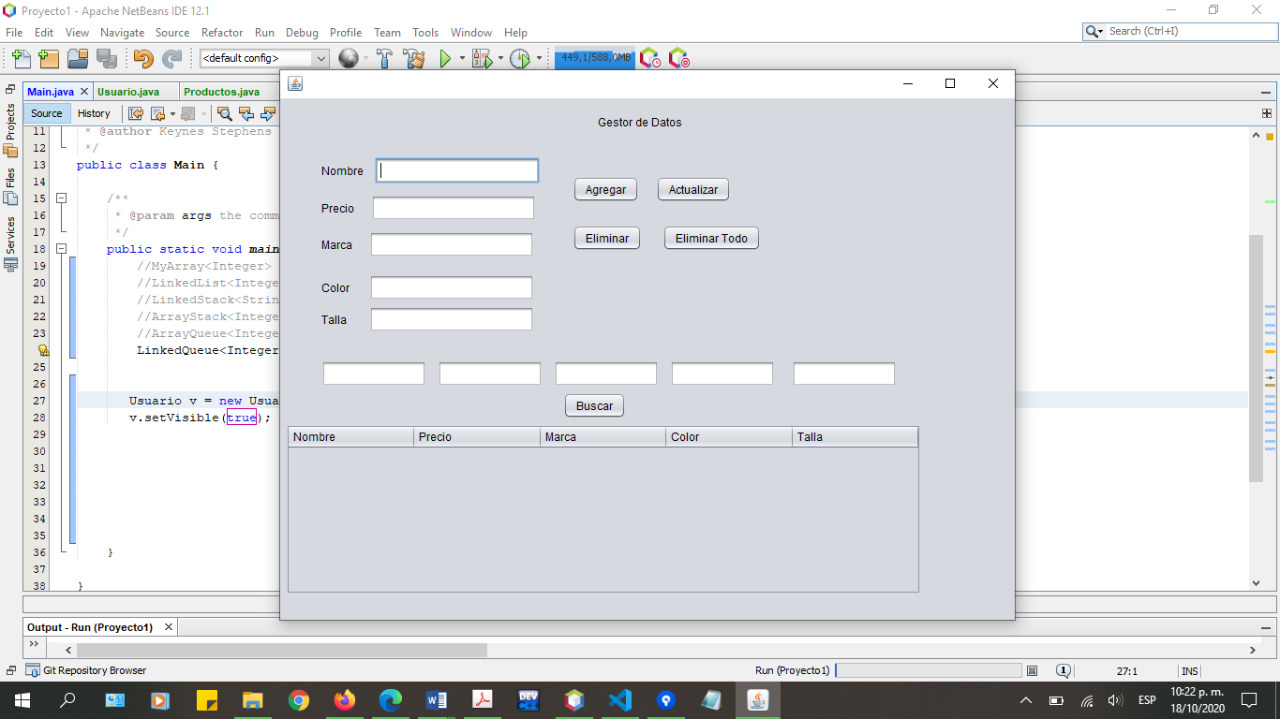 Proyecto1 - Apache NetBeans IDE 12.1
File Edit View Navigate Source Refactor Run Debug Profile Team Tools Window Help
Search (Ctrl+I)
<default config>
449,1/588,0MB
Main.java Usuario.java Productos.java
Source History
Projects
Files
Services
11 * @author Keynes Stephens
12 */
13 public class Main {
14
15 /**
16 * @param args the comm
17 */
18 public static void main
19 //MyArray<Integer>
20 //LinkedList<Intege
21 //LinkedStack<Strin
22 //ArrayStack<Intege
23 //ArrayQueue<Intege
LinkedQueue<Integer
25
26
27 Usuario v = new Usua
28 v.setVisible(true);
29
30
31
32
33
34
35
36 }
37
38 }
Gestor de Datos
Nombre
Precio
Marca
Color
Talla
Agregar Actualizar
Eliminar Eliminar Todo
Buscar
Nombre Precio Marca Color Talla
Output - Run (Proyecto1)
Git Repository Browser
Run (Proyecto1)
1
27:1
INS
DEV
ESP
10:22 p. m.
18/10/2020